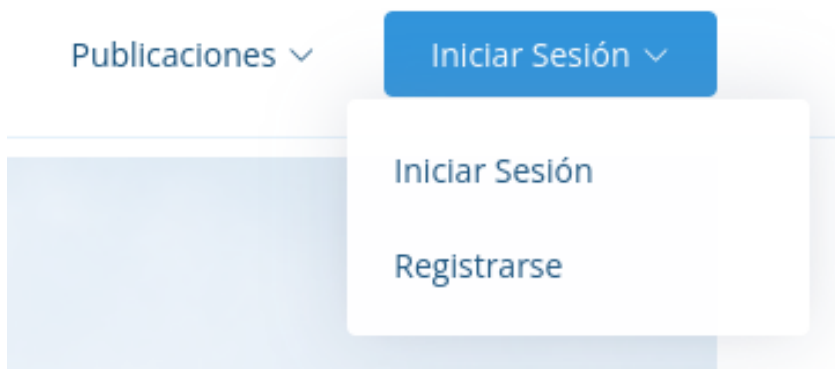 Publicaciones Iniciar Sesión
Iniciar Sesión
Registrarse